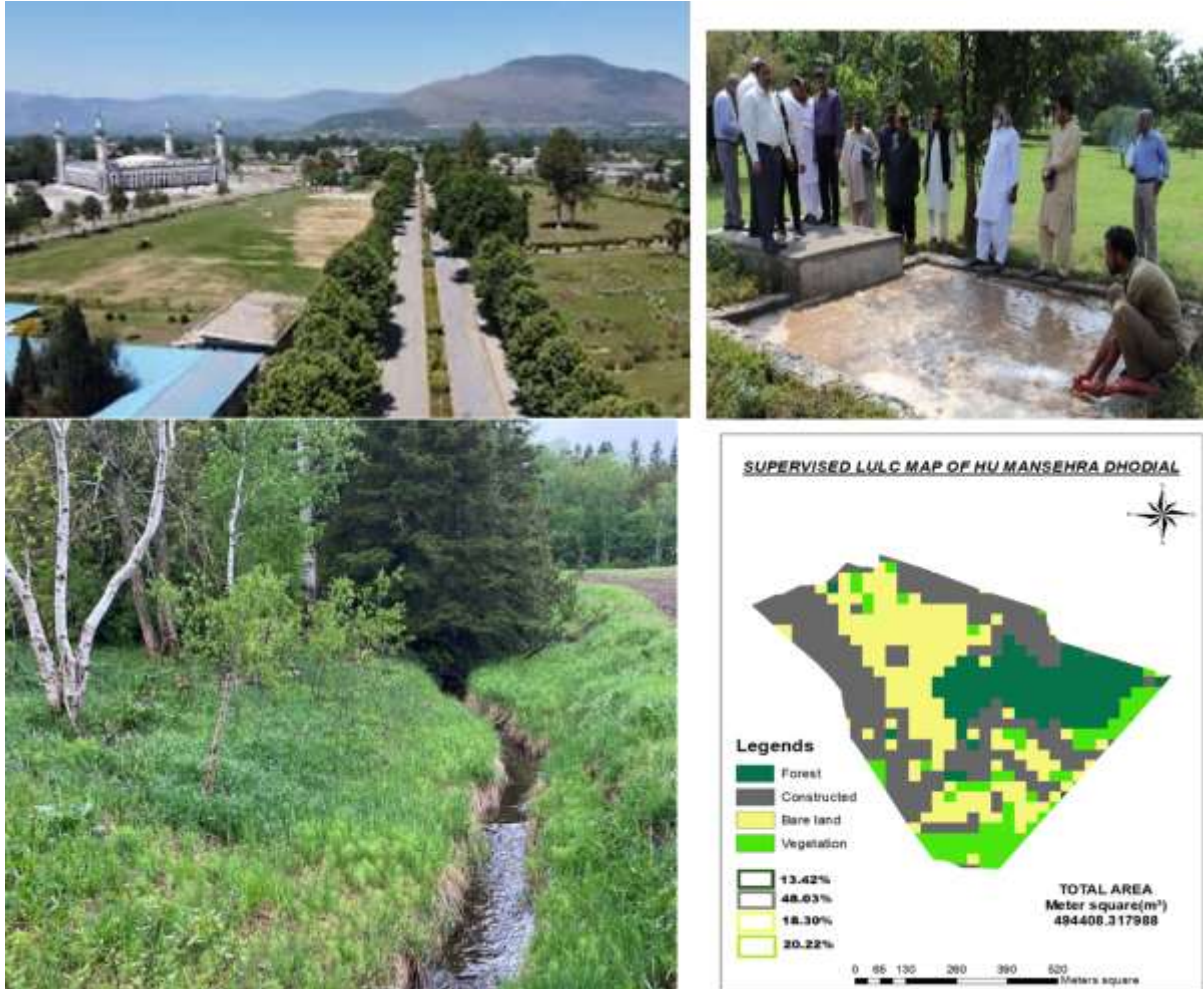 SUPERVISED LULC MAP OF HU MANSEHRA DHODIAL
Legends
Forest
Constructed
Bare land
Vegetation
13.42%
48.03%
18.30%
20.22%
TOTAL AREA
Meter square(m²)
494408.317988
0 65 130 260 390 520
Meters square